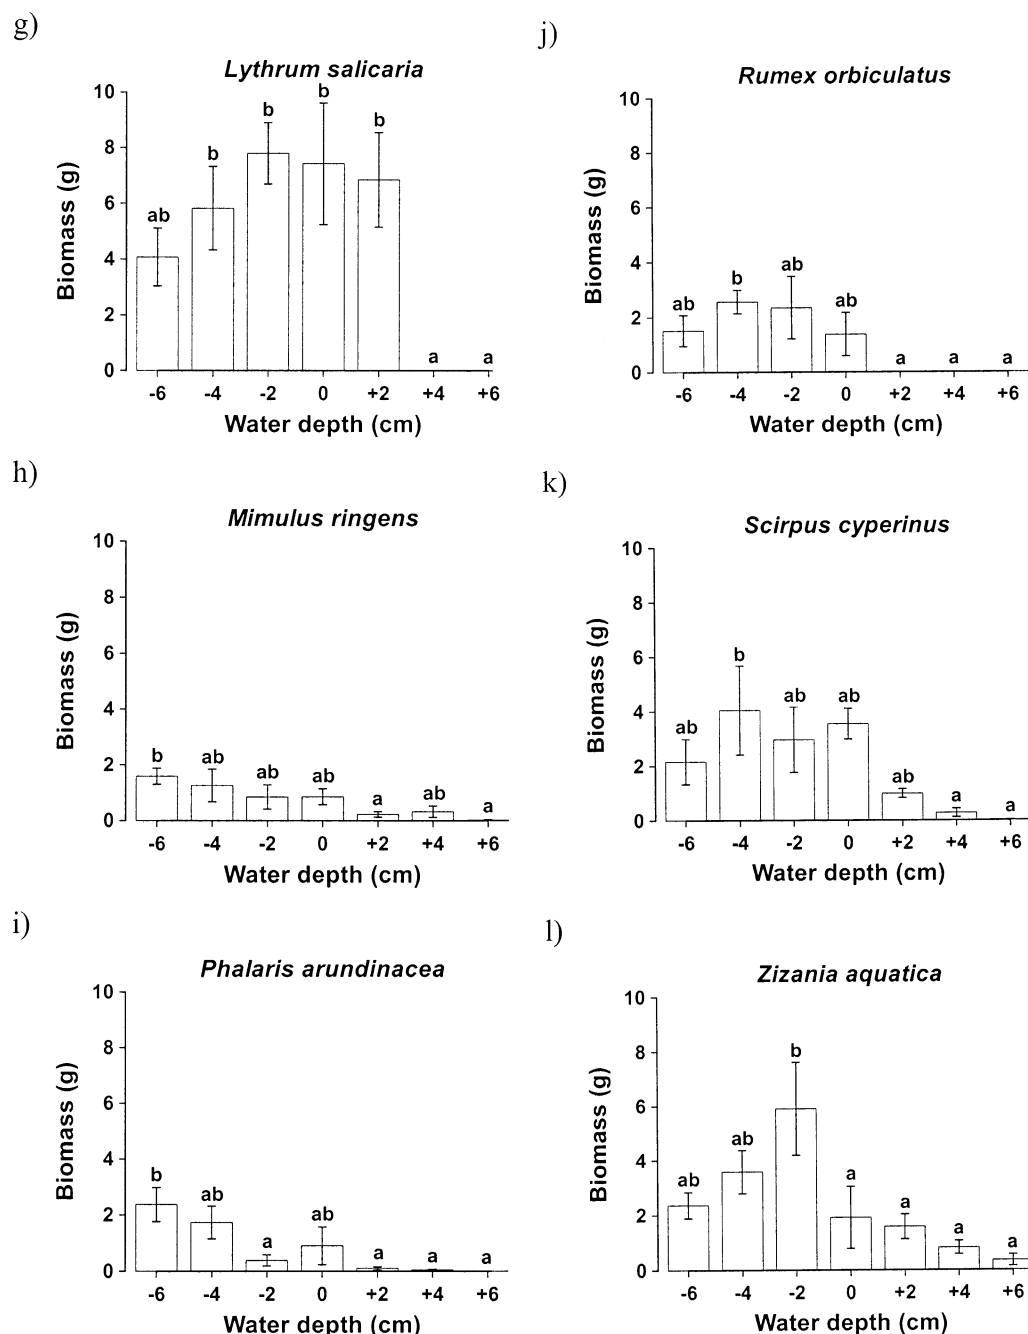 g)
Lythrum salicaria
10
8
6
4
2
0
Biomass (g)
ab
b
b
b
b
a
a
-6 -4 -2 0 +2 +4 +6
Water depth (cm)
j)
Rumex orbiculatus
10
8
6
4
2
0
Biomass (g)
ab
b
ab
ab
a
a
a
-6 -4 -2 0 +2 +4 +6
Water depth (cm)
h)
Mimulus ringens
10
8
6
4
2
0
Biomass (g)
b
ab
ab
ab
a
ab
a
-6 -4 -2 0 +2 +4 +6
Water depth (cm)
k)
Scirpus cyperinus
10
8
6
4
2
0
Biomass (g)
ab
b
ab
ab
ab
a
a
-6 -4 -2 0 +2 +4 +6
Water depth (cm)
i)
Phalaris arundinacea
10
8
6
4
2
0
Biomass (g)
b
ab
a
ab
a
a
a
-6 -4 -2 0 +2 +4 +6
Water depth (cm)
l)
Zizania aquatica
10
8
6
4
2
0
Biomass (g)
ab
ab
b
a
a
a
a
-6 -4 -2 0 +2 +4 +6
Water depth (cm)